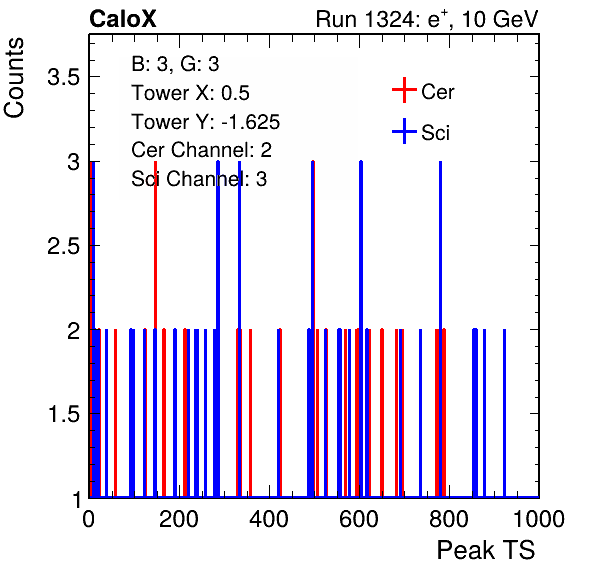 CaloX Run 1324: e+, 10 GeV
Counts
B: 3, G: 3
Tower X: 0.5
Tower Y: -1.625
Cer Channel: 2
Sci Channel: 3
Cer
Sci
3.5
3
2.5
2
1.5
1
0 200 400 600 800 1000
Peak TS